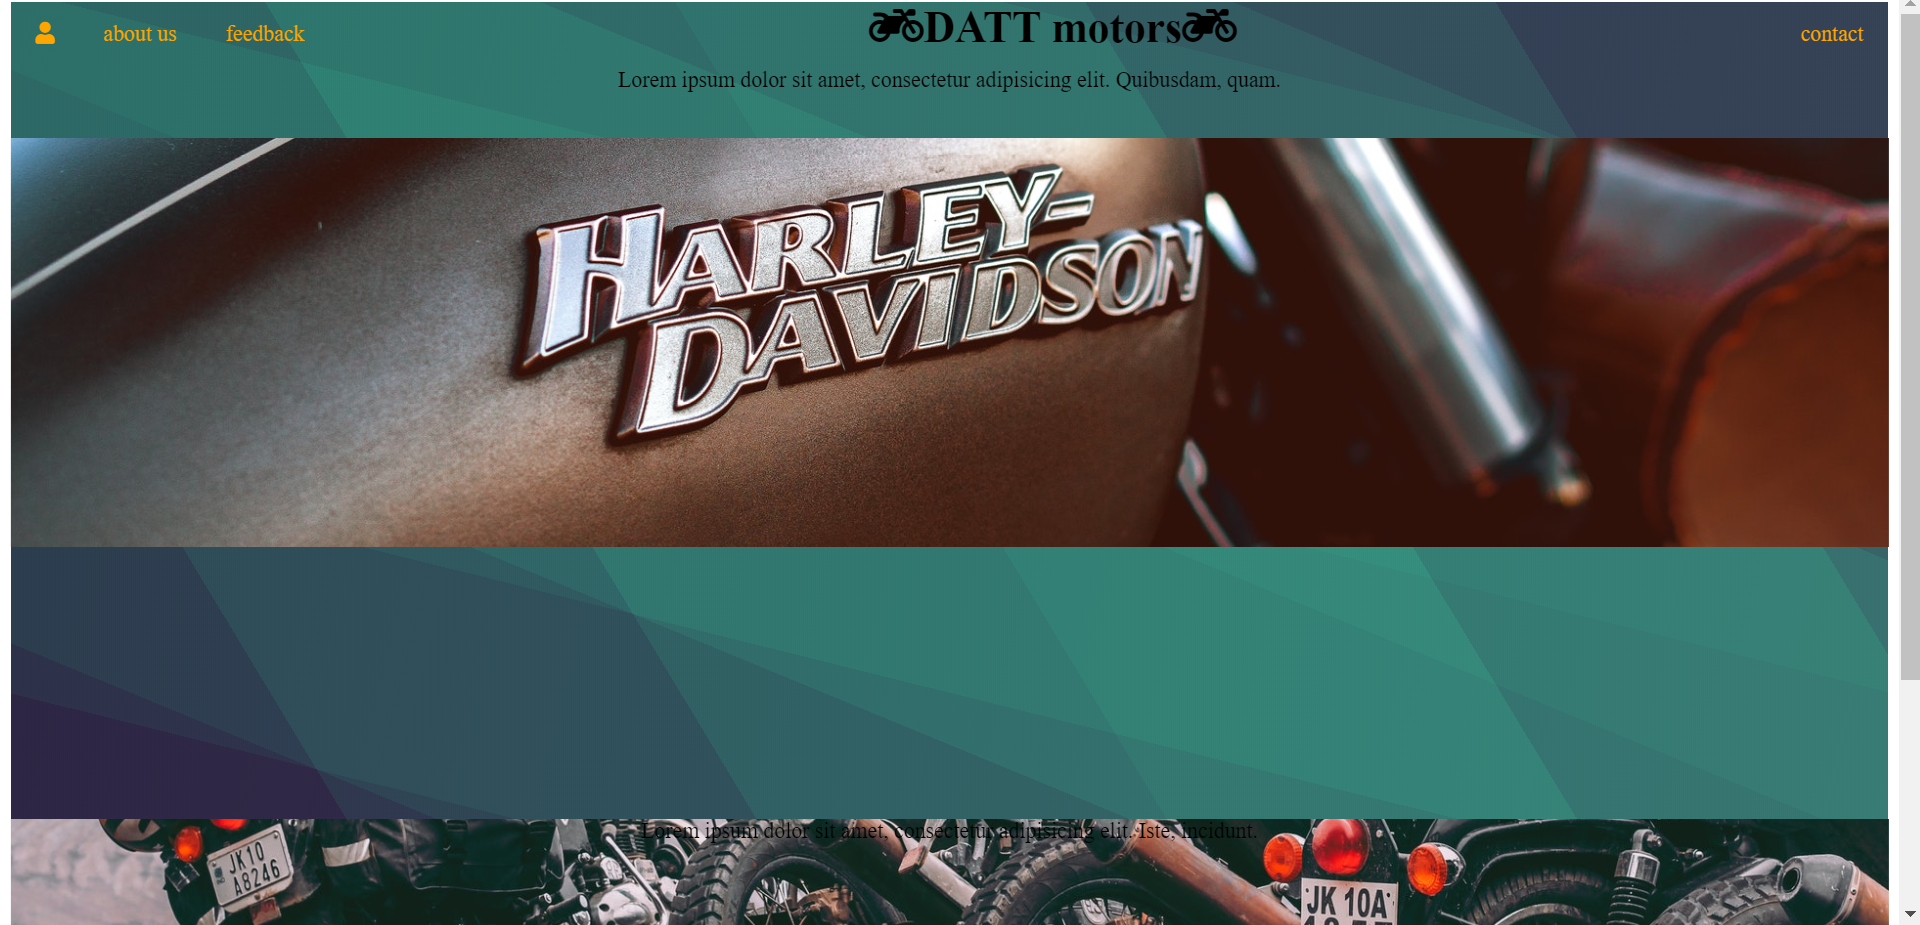 about us feedback DATT motors contact
Lorem ipsum dolor sit amet, consectetur adipisicing elit. Quibusdam, quam.
HARLEY-
DAVIDSON
Lorem ipsum dolor sit amet, consectetur adipisicing elit. Iste, incidunt.
JK10
A8246
JK 10A